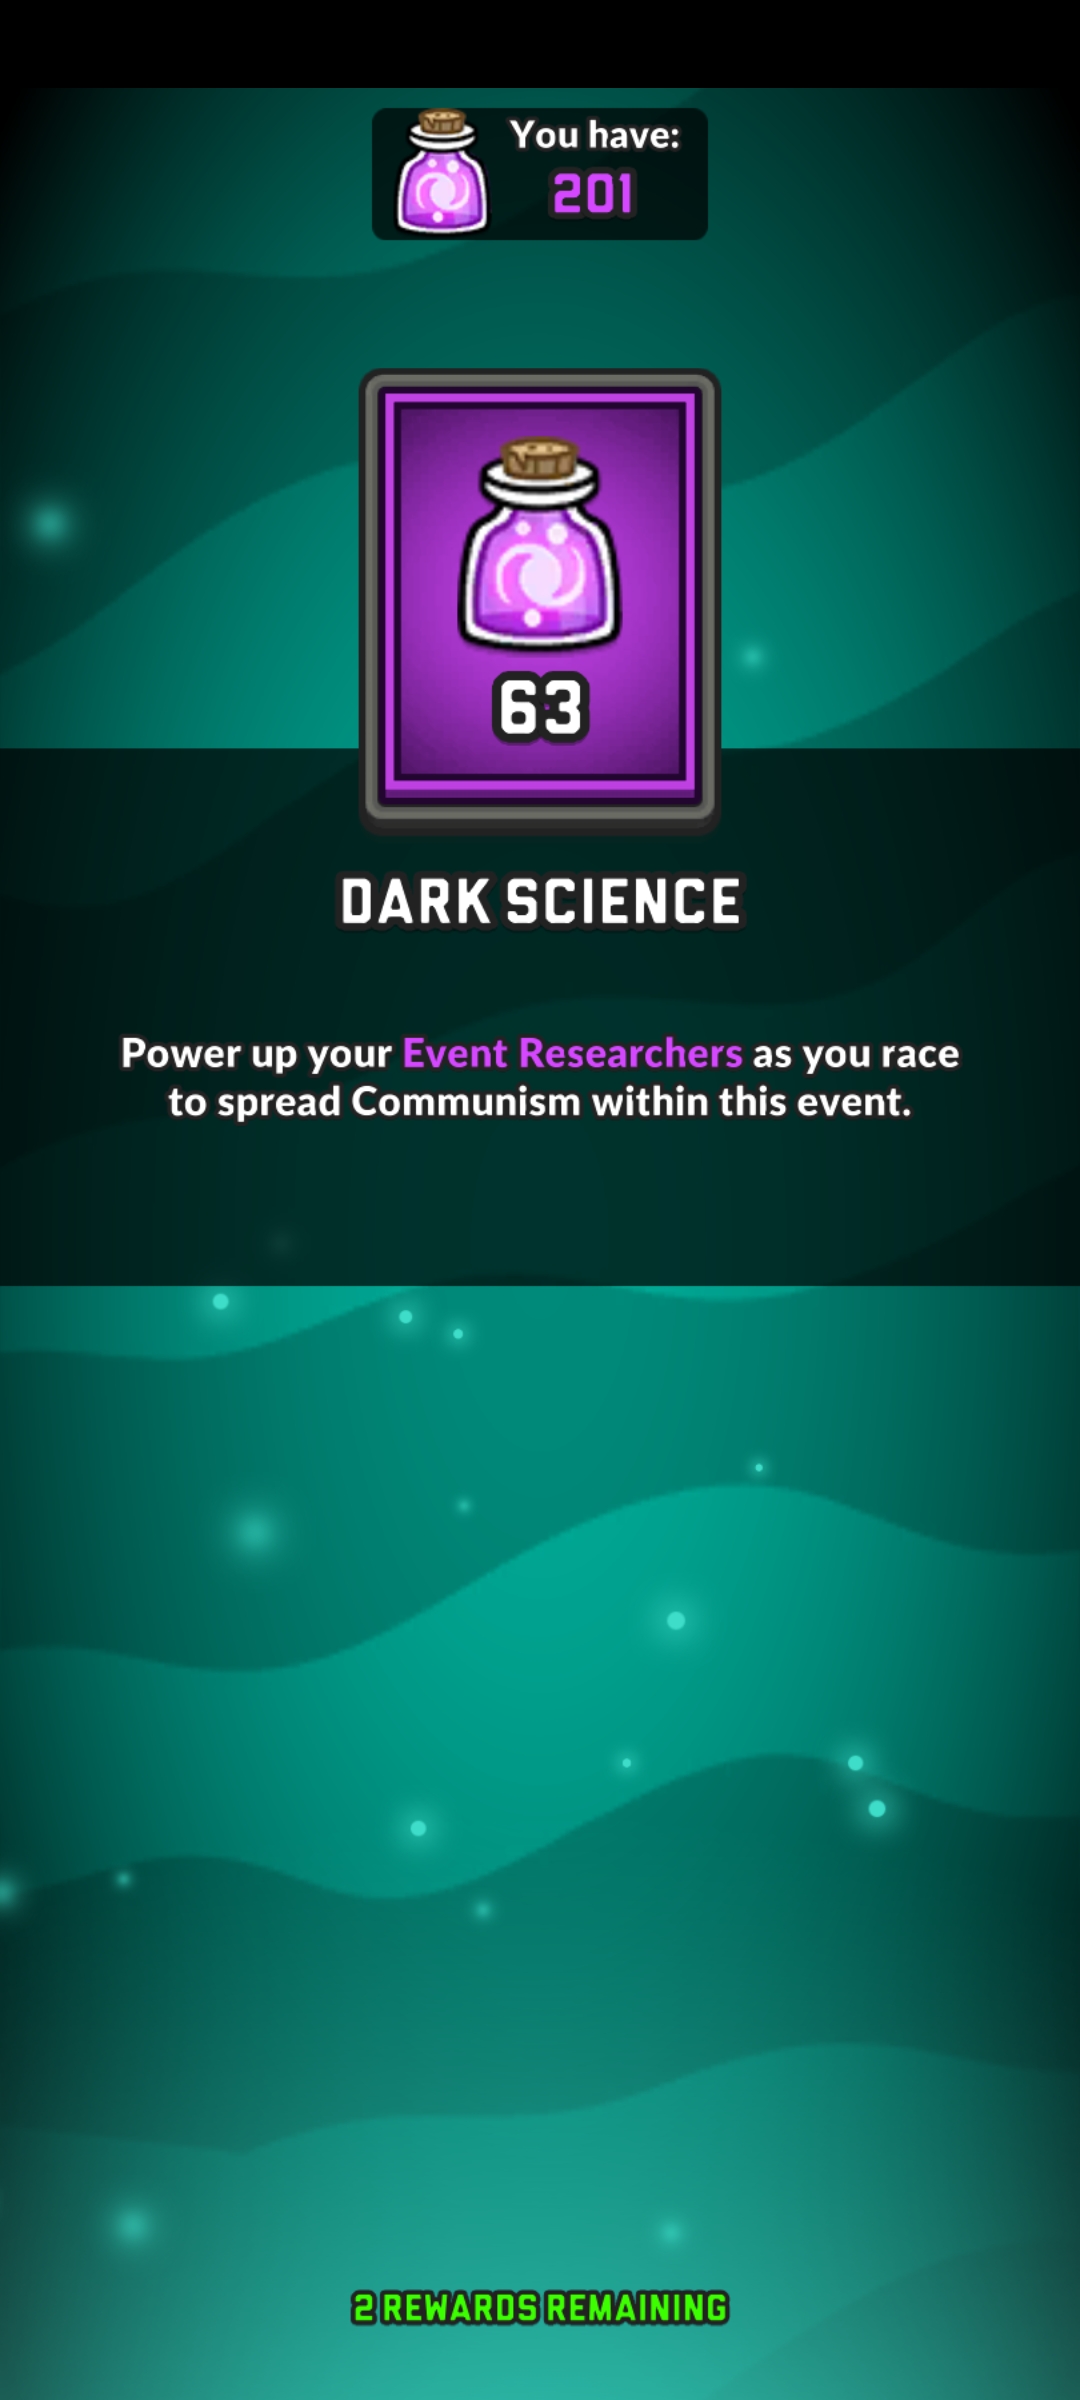 You have:
201
63
DARK SCIENCE
Power up your Event Researchers as you race
to spread Communism within this event.
2 REWARDS REMAINING